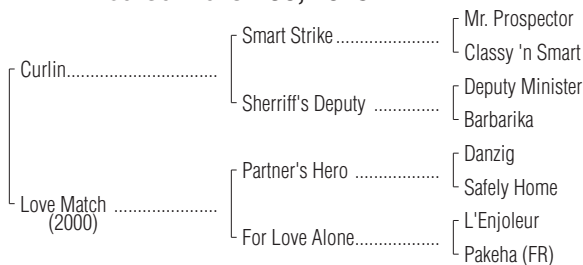 Mr. Prospector
Smart Strike ..................
Classy 'n Smart
Curlin....................................
Deputy Minister
Sherriff's Deputy ...............
Barbarika
Danzig
Partner's Hero ..................
Safely Home
Love Match .........................
(2000)
L'Enjoleur
For Love Alone...................
Pakeha (FR)